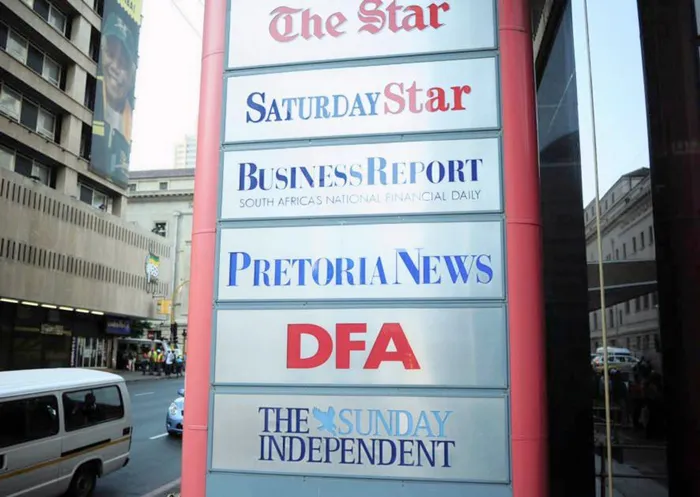 The Star
SATURDAY Star
BUSINESS REPORT
SOUTH AFRICA'S NATIONAL FINANCIAL DAILY
PRETORIA NEWS
DFA
THE SUNDAY
INDEPENDENT